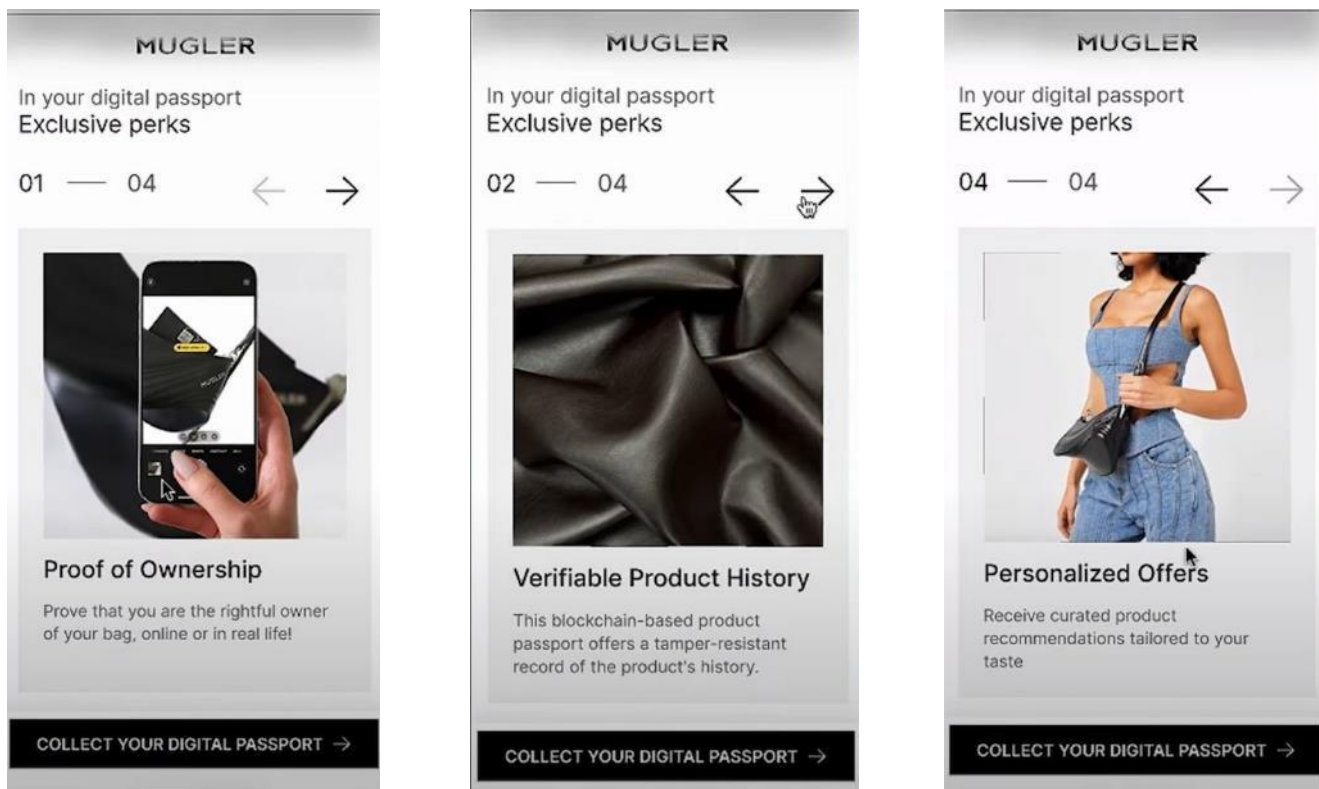 MUGLER
In your digital passport
Exclusive perks
01 — 04
MUGLER
Proof of Ownership
Prove that you are the rightful owner
of your bag, online or in real life!
COLLECT YOUR DIGITAL PASSPORT →
MUGLER
In your digital passport
Exclusive perks
02 — 04
Verifiable Product History
This blockchain-based product
passport offers a tamper-resistant
record of the product's history.
COLLECT YOUR DIGITAL PASSPORT →
MUGLER
In your digital passport
Exclusive perks
04 — 04
Personalized Offers
Receive curated product
recommendations tailored to your
taste
COLLECT YOUR DIGITAL PASSPORT →